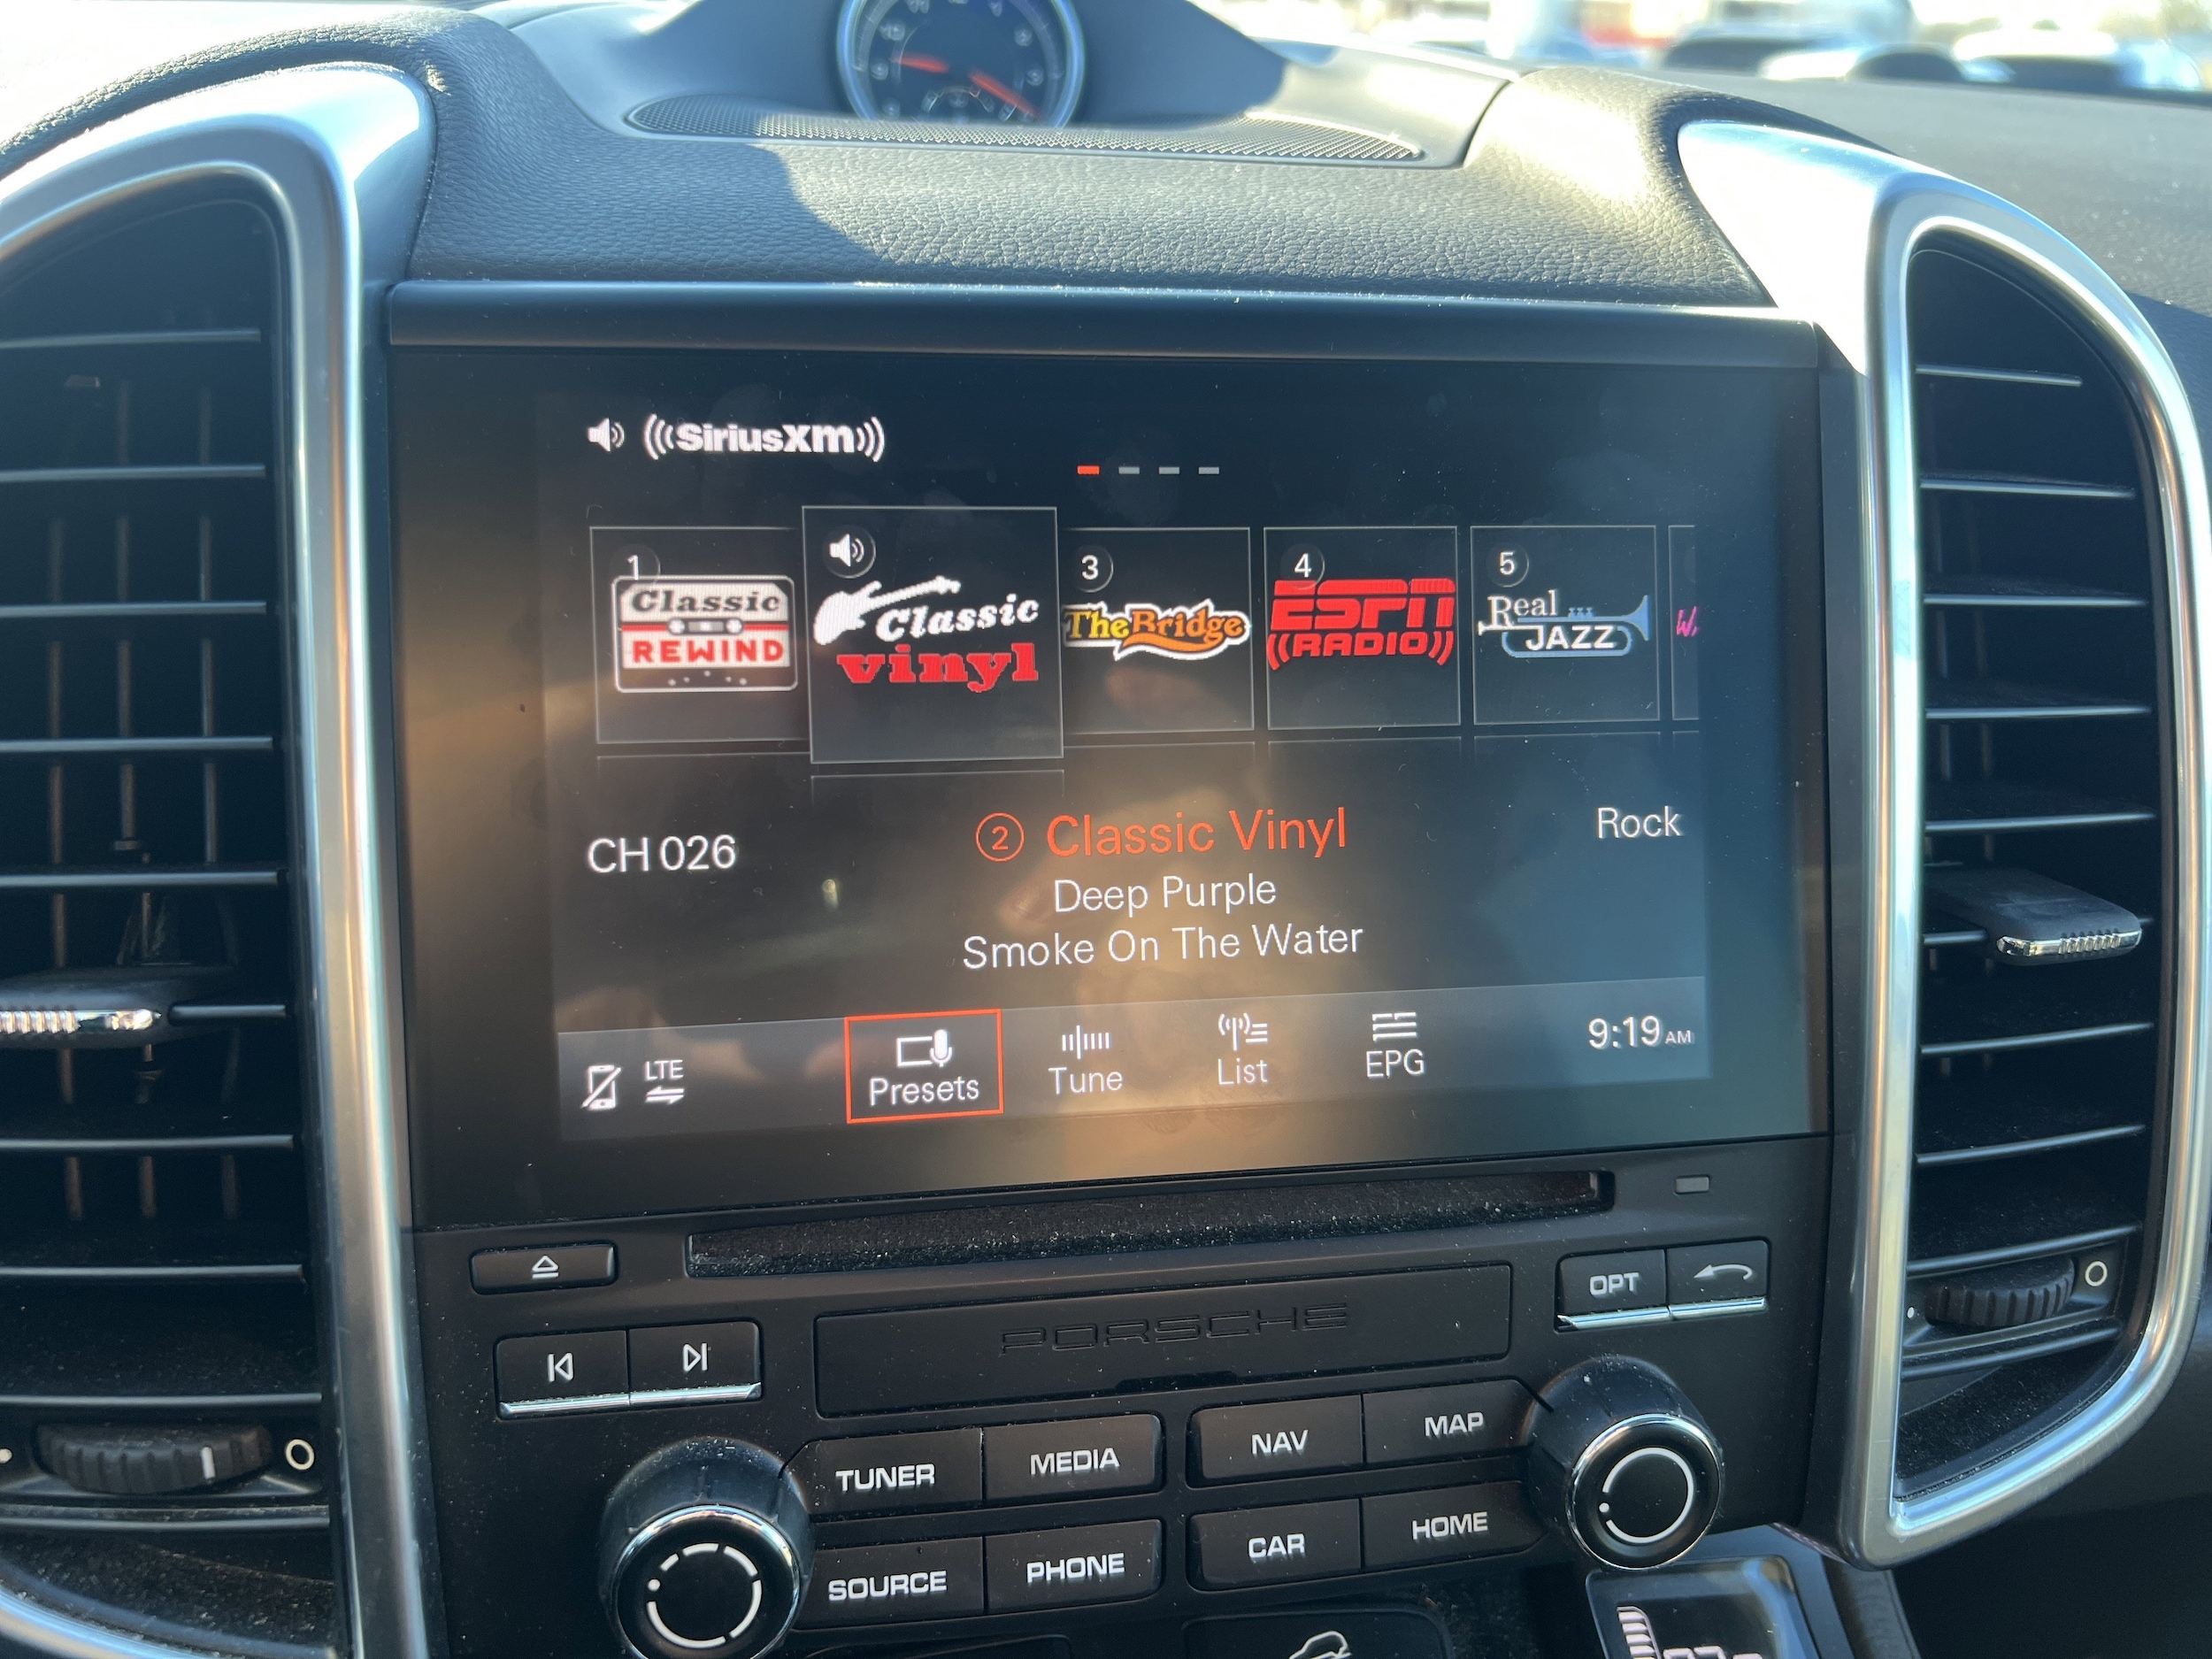 ((( SiriusXM )))
1
Classic
REWIND
Classic
vinyl
3
The Bridge
4
ESPN
((RADIO))
5
Real
JAZZ
W
CH 026
2 Classic Vinyl
Rock
Deep Purple
Smoke On The Water
LTE
Presets
Tune
List
EPG
9:19 AM
OPT
PORSCHE
TUNER
MEDIA
NAV
MAP
SOURCE
PHONE
CAR
HOME